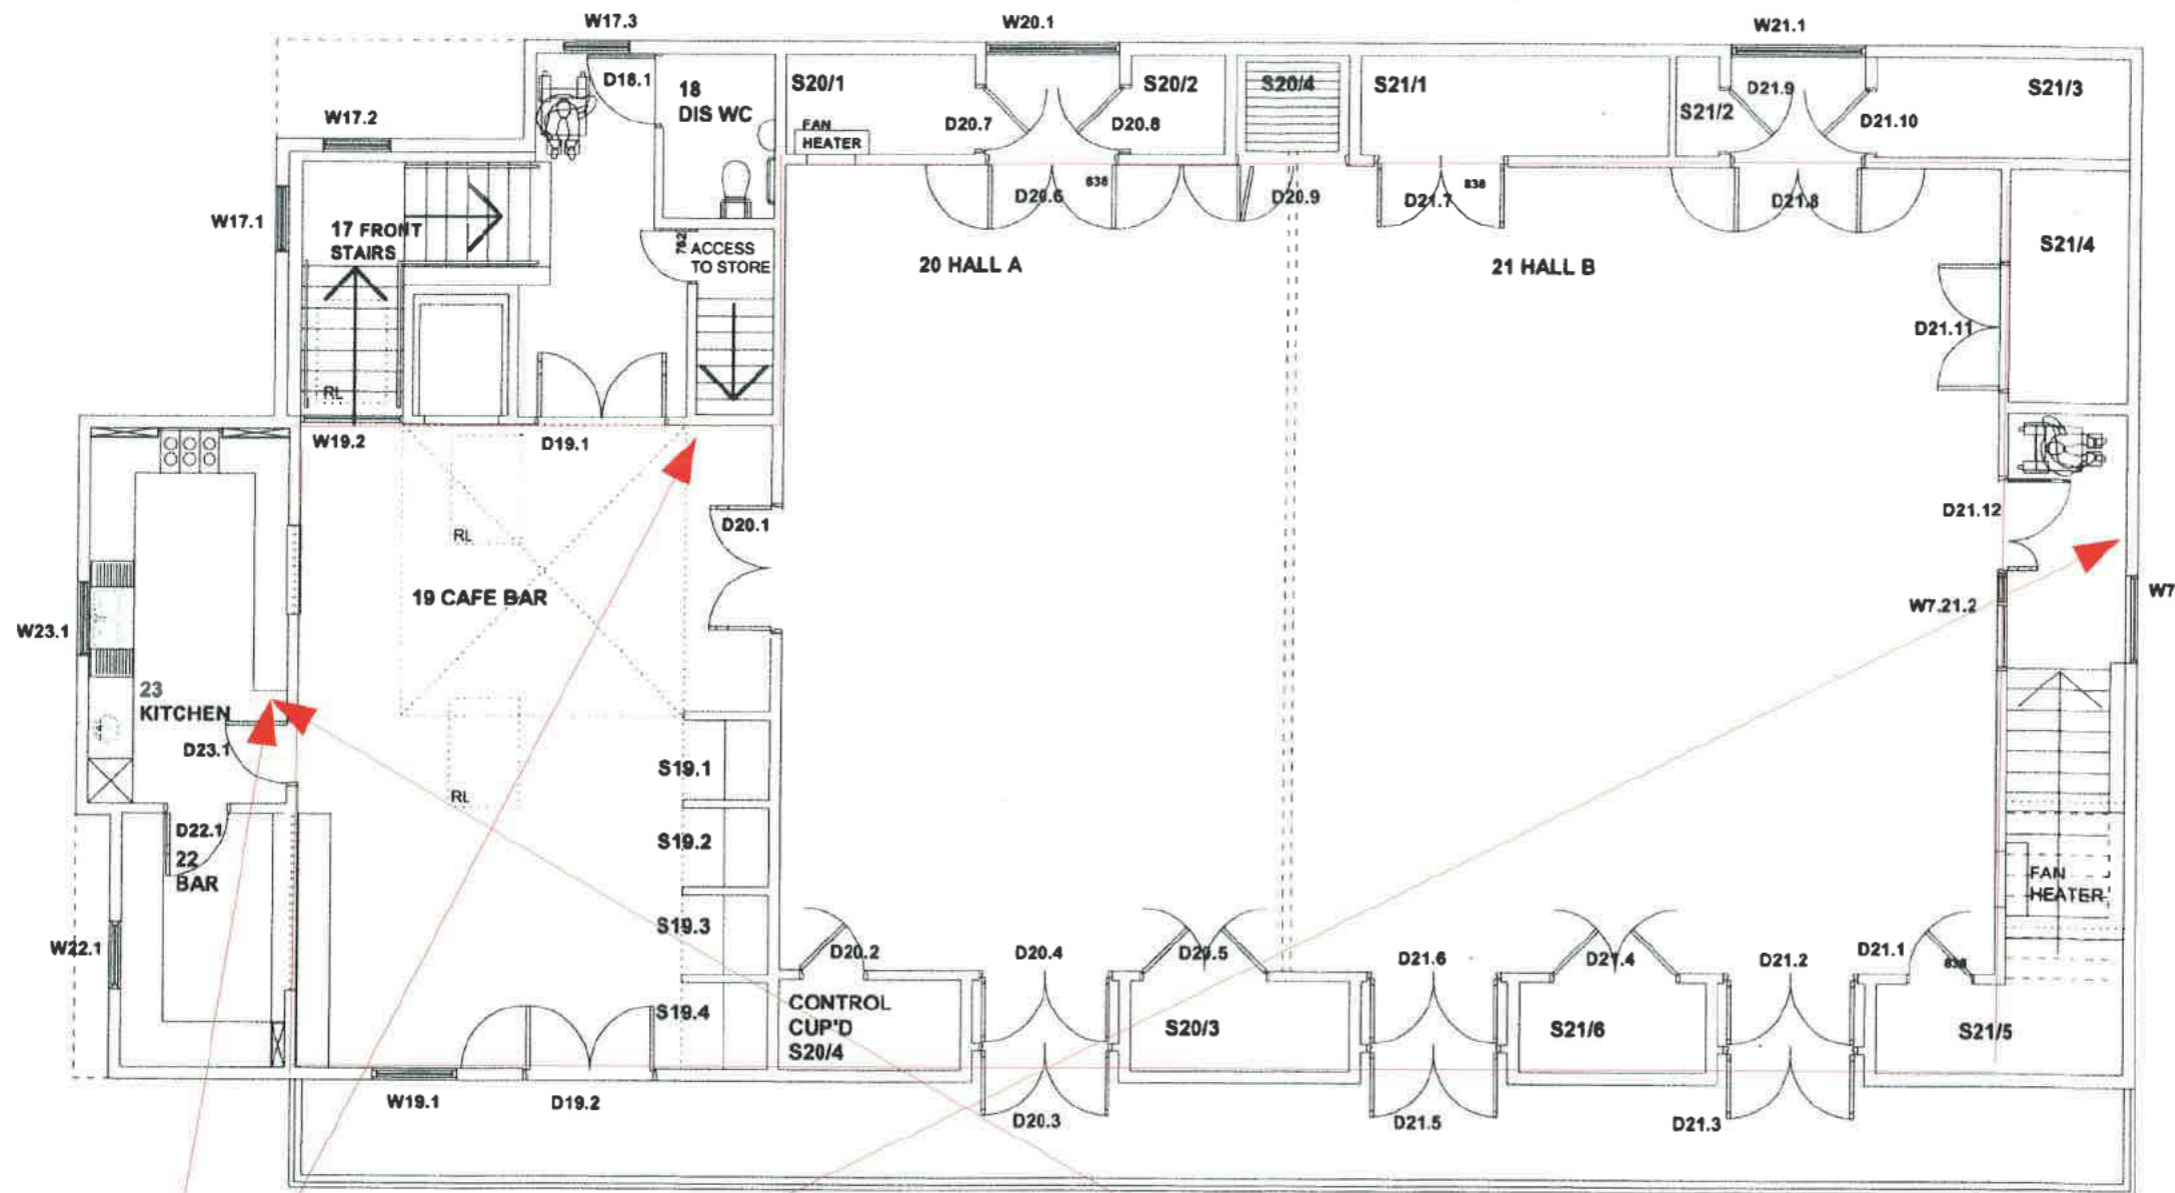 W17.3
W20.1
W21.1
D18.1
18
DIS WC
S20/1
S20/2
S20/4
S21/1
D21.9
S21/3
S21/2
W17.2
FAN
HEATER
D20.7
D20.8
D21.10
D20.6
838
D20.9
D21.7
838
D21.8
W17.1
17 FRONT
STAIRS
762
ACCESS
TO STORE
20 HALL A
21 HALL B
S21/4
D21.11
RL
W19.2
D19.1
D20.1
RL
D21.12
19 CAFE BAR
W7
W7.21.2
W23.1
23
KITCHEN
D23.1
S19.1
RL
D22.1
22
BAR
S19.2
FAN
HEATER
S19.3
W22.1
D20.2
D20.4
D20.5
D21.6
D21.4
D21.2
D21.1
838
S19.4
CONTROL
CUP'D
S20/4
S20/3
S21/6
S21/5
W19.1
D19.2
D20.3
D21.5
D21.3